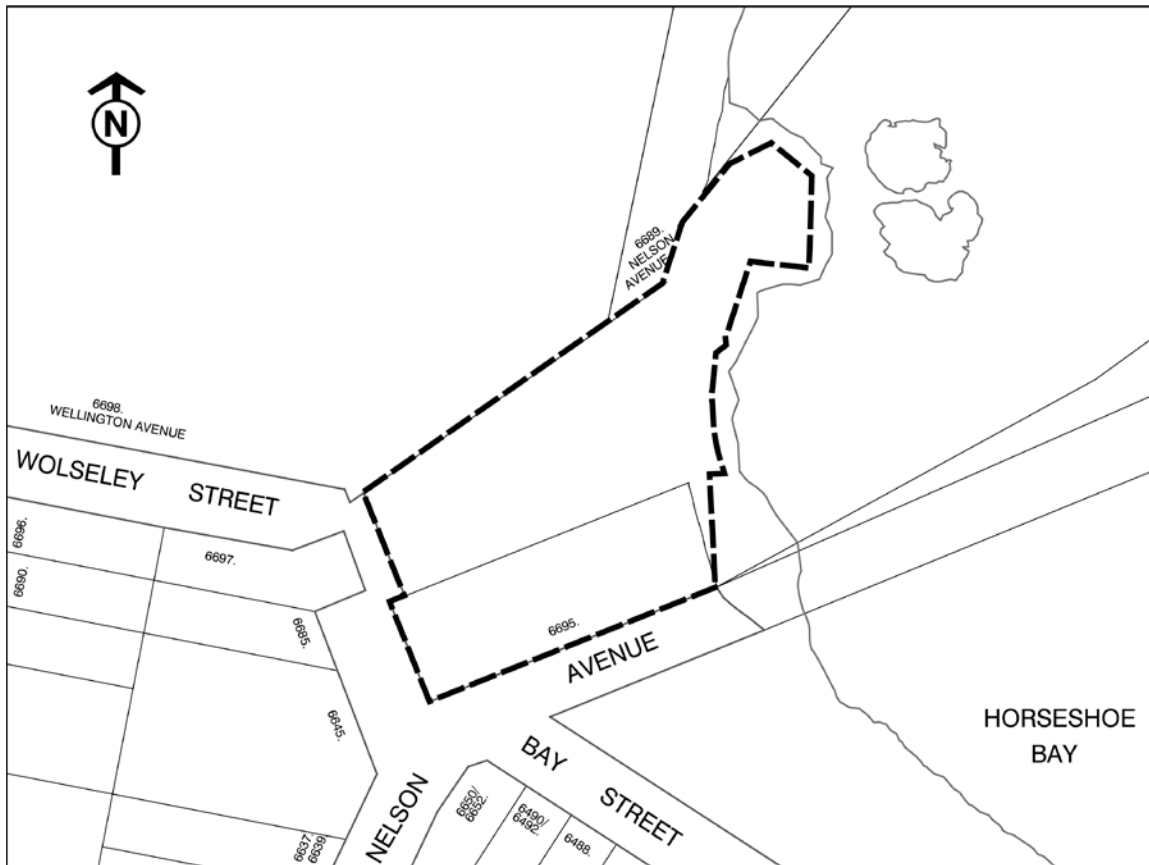 N
6689.
NELSON
AVENUE
6698.
WELLINGTON AVENUE
WOLSELEY STREET
6696.
6697.
6690.
6685.
6695.
AVENUE
6645.
HORSESHOE
BAY
BAY STREET
NELSON
6650/
6652.
6490/
6492.
6488.
6637.
6639